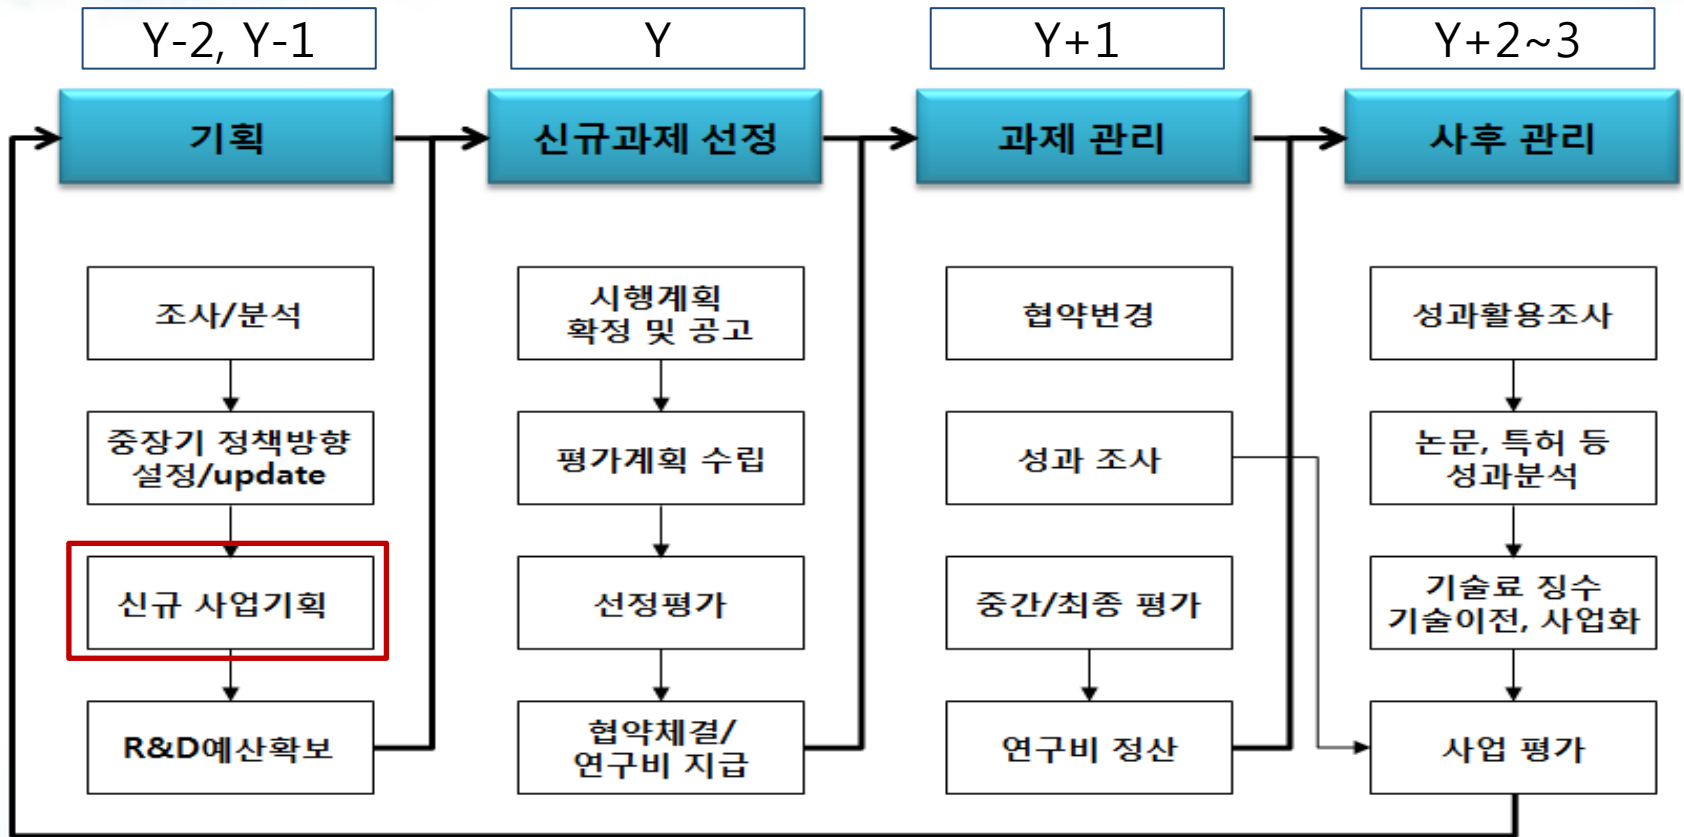 Y-2, Y-1
Y
Y+1
Y+2~3
기획
신규과제 선정
과제 관리
사후 관리
조사/분석
중장기 정책방향
설정/update
신규 사업기획
R&D예산확보
시행계획
확정 및 공고
평가계획 수립
선정평가
협약체결/
연구비 지급
협약변경
성과 조사
중간/최종 평가
연구비 정산
성과활용조사
논문, 특허 등
성과분석
기술료 징수
기술이전, 사업화
사업 평가